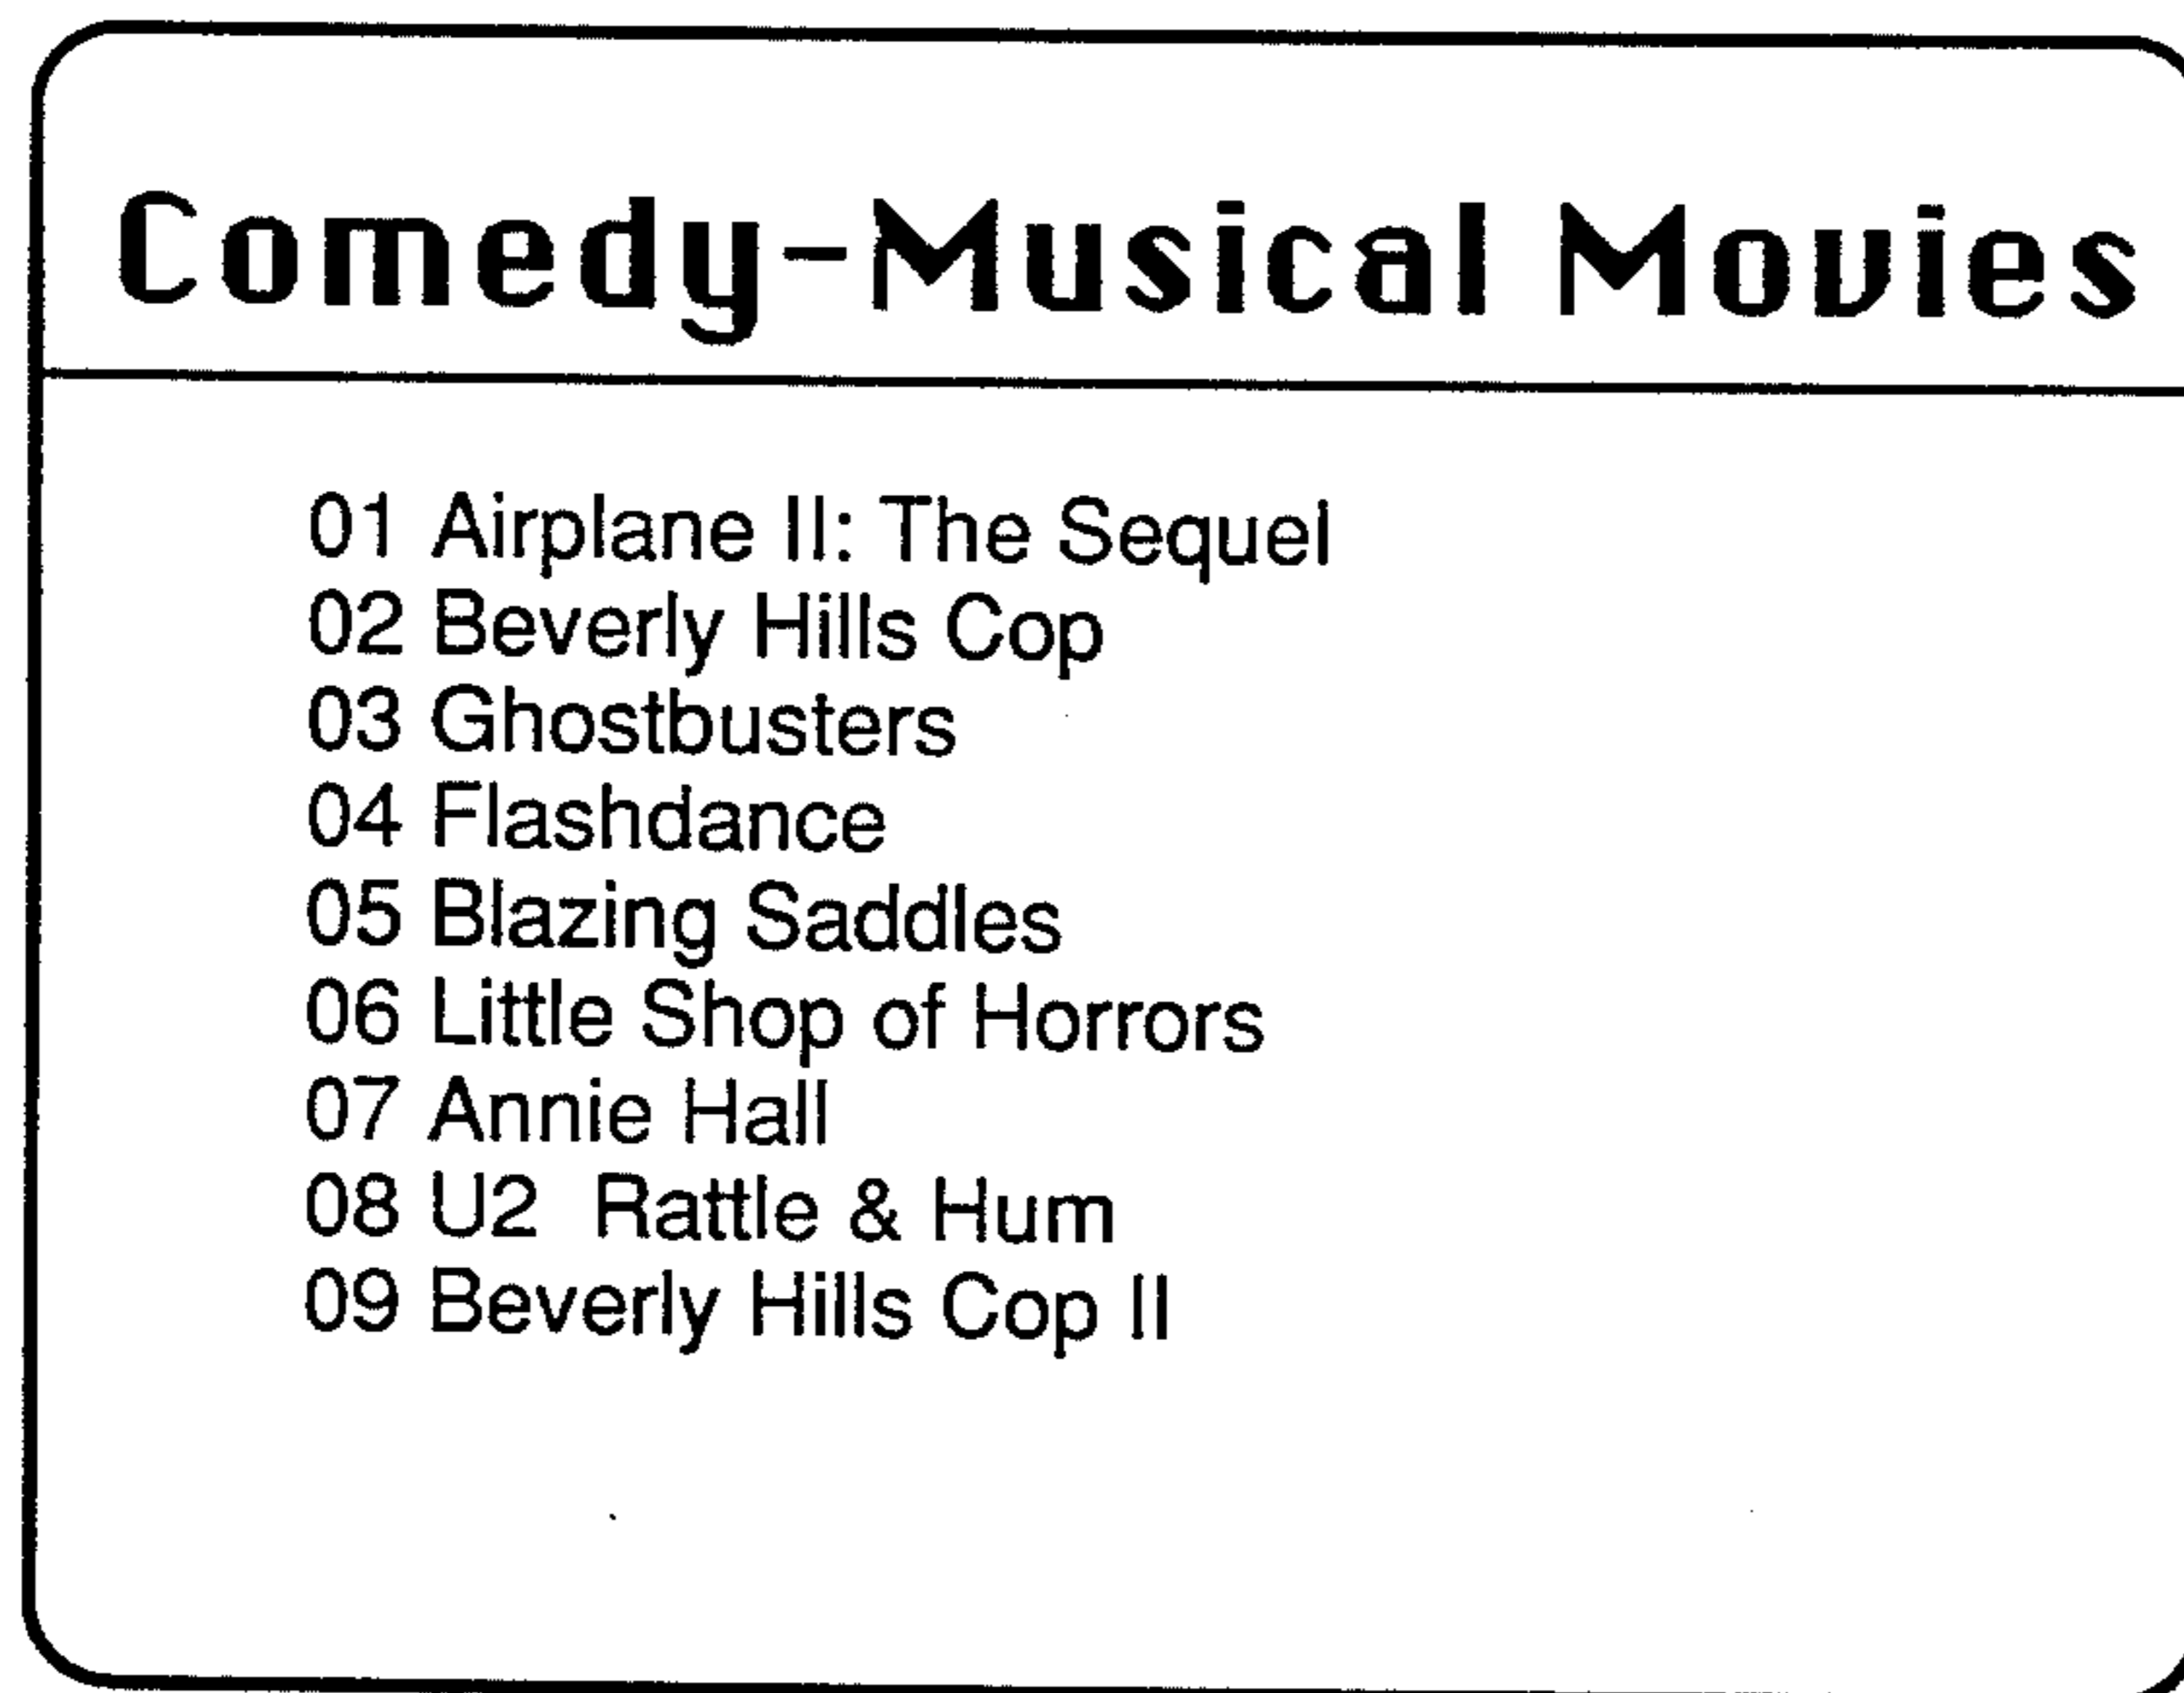 Comedy-Musical Movies
01 Airplane II: The Sequel
02 Beverly Hills Cop
03 Ghostbusters
04 Flashdance
05 Blazing Saddles
06 Little Shop of Horrors
07 Annie Hall
08 U2  Rattle & Hum
09 Beverly Hills Cop II